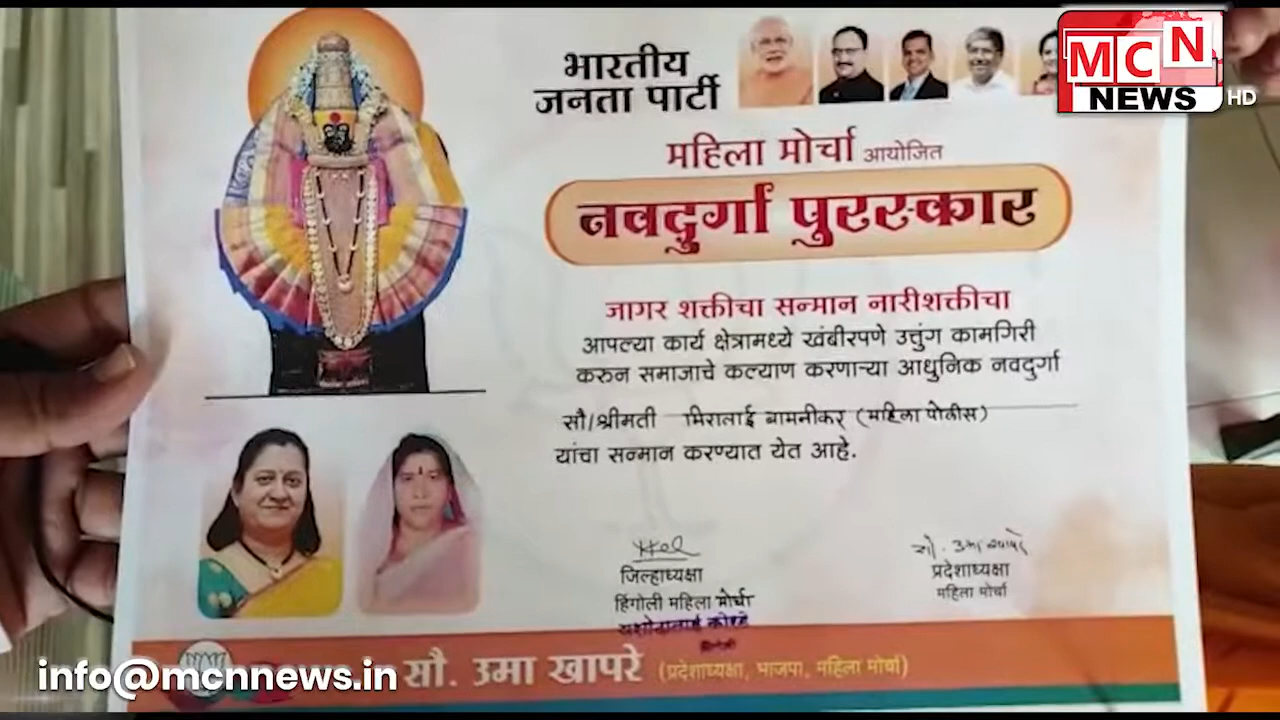 भारतीय
जनता पार्टी
MCN
NEWS HD
महिला मोर्चा आयोजित
नवदुर्गा पुरस्कार
जागर शक्तीचा सन्मान नारीशक्तीचा
आपल्या कार्य क्षेत्रामध्ये खंबीरपणे उत्तुंग कामगिरी
करुन समाजाचे कल्याण करणाऱ्या आधुनिक नवदुर्गा
सौ/श्रीमती मिराताई बामनीकर (महिला पोलीस)
यांचा सन्मान करण्यात येत आहे.
जिल्हाध्यक्षा
हिंगोली महिला मोर्चा
सौ. उमा खापरे
प्रदेशाध्यक्षा
महिला मोर्चा
info@mcnnews.in
सौ. उमा खापरे (प्रदेशाध्यक्षा, भाजपा, महिला मोर्चा)